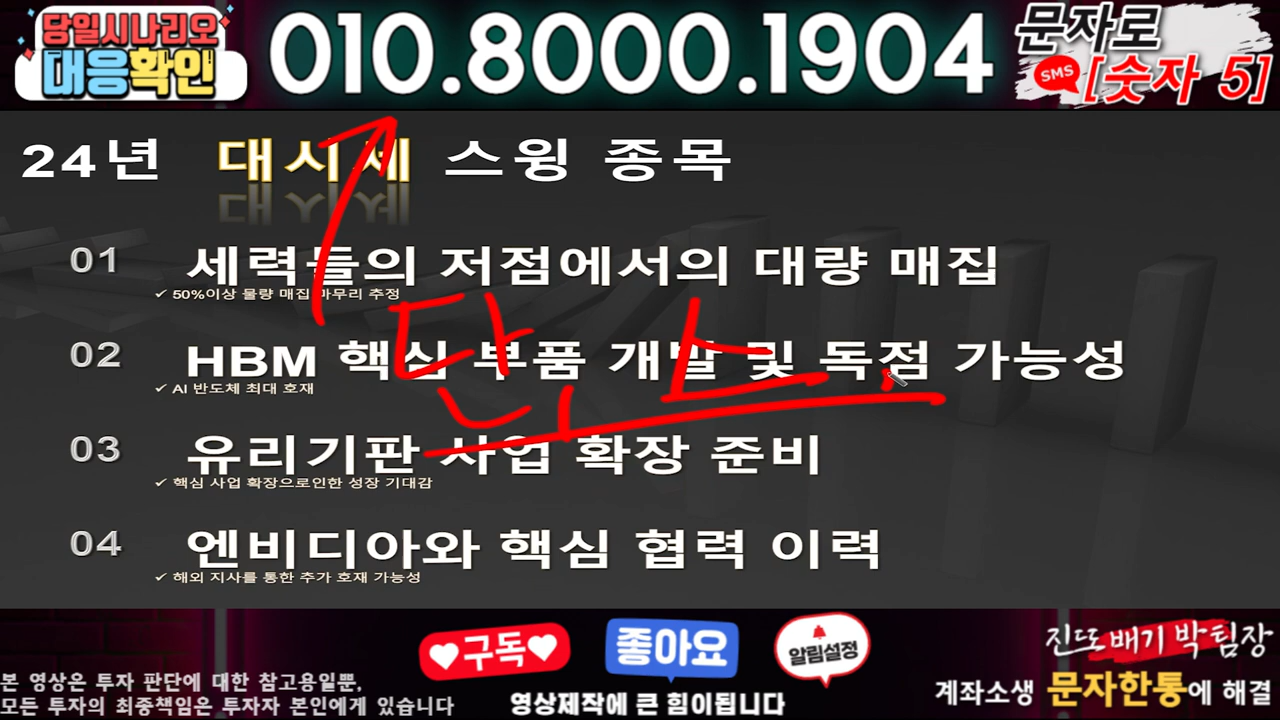 당일시나리오
대응확인
010.8000.1904
문자로
SMS
[숫자 5]
24년 대시세 스윙 종목
01 세력들의 저점에서의 대량 매집
✓ 50%이상 물량 매집 마무리 추정
단, 스.
02 HBM 핵심 부품 개발 및 독점 가능성
✓ AI 반도체 최대 호재
03 유리기판 사업 확장 준비
✓ 핵심 사업 확장으로인한 성장 기대감
04 엔비디아와 핵심 협력 이력
✓ 해외 지사를 통한 추가 호재 가능성
구독
좋아요
알림설정
진또배기 박팀장
본 영상은 투자 판단에 대한 참고용일뿐,
모든 투자의 최종책임은 투자자 본인에게 있습니다
영상제작에 큰 힘이됩니다
계좌소생 문자한통에 해결